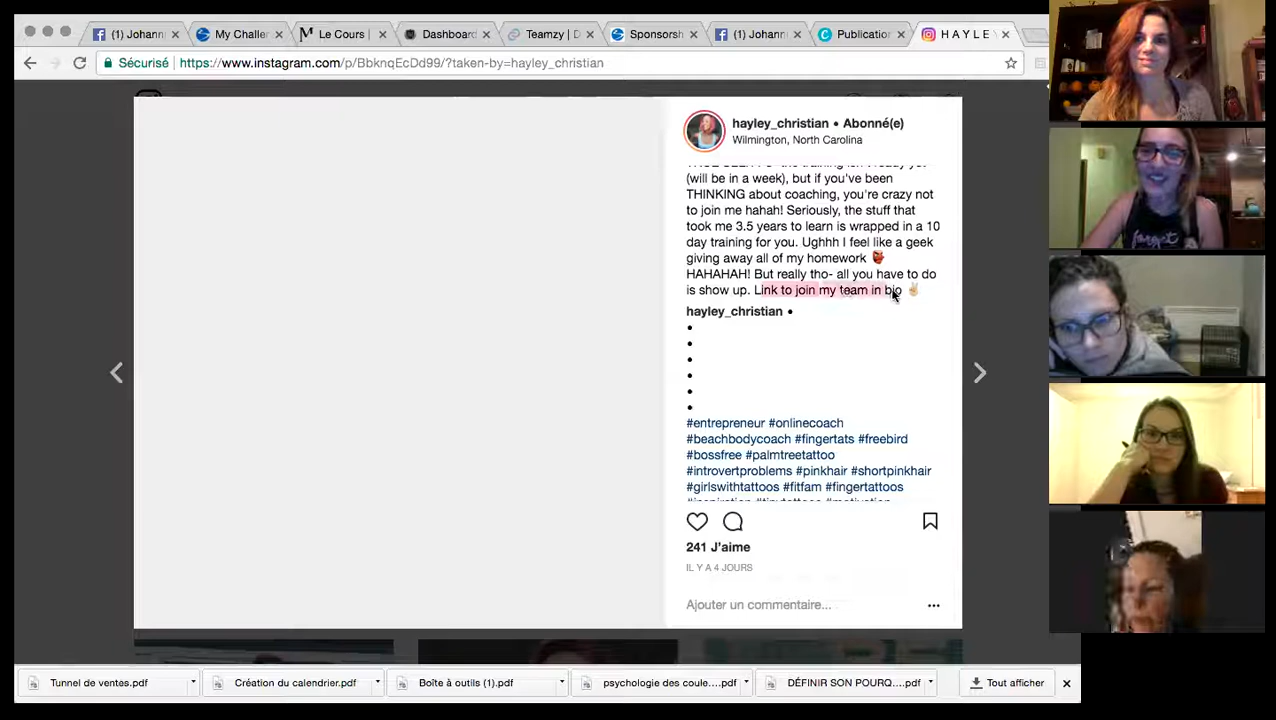 (1) Johann
My Challen
Le Cours |
Dashboard
Teamzy | D
Sponsorsh
(1) Johann
Publication
H A Y L E
Sécurisé https://www.instagram.com/p/BbknqEcDd99/?taken-by=hayley_christian
hayley_christian • Abonné(e)
Wilmington, North Carolina
(will be in a week), but if you've been
THINKING about coaching, you're crazy not
to join me hahah! Seriously, the stuff that
took me 3.5 years to learn is wrapped in a 10
day training for you. Ughhh I feel like a geek
giving away all of my homework 👺
HAHAHAH! But really tho- all you have to do
is show up. Link to join my team in bio ✌🏼
hayley_christian •
•
•
•
•
•
•
#entrepreneur #onlinecoach
#beachbodycoach #fingertats #freebird
#bossfree #palmtreetattoo
#introvertproblems #pinkhair #shortpinkhair
#girlswithtattoos #fitfam #fingertattoos
#inspiration #tinytattoos #motivation
241 J'aime
IL Y A 4 JOURS
Ajouter un commentaire...
Tunnel de ventes.pdf
Création du calendrier.pdf
Boîte à outils (1).pdf
psychologie des coule....pdf
DÉFINIR SON POURQ....pdf
Tout afficher